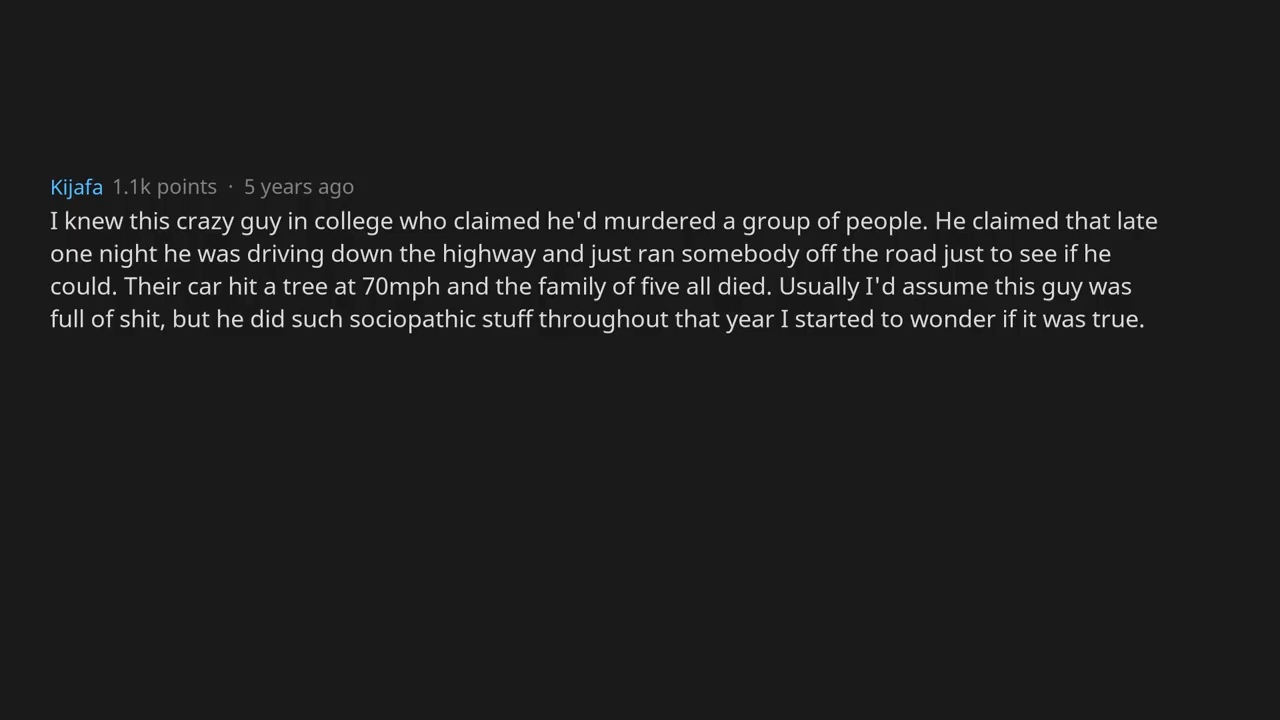 Kijafa 1.1k points · 5 years ago
I knew this crazy guy in college who claimed he'd murdered a group of people. He claimed that late
one night he was driving down the highway and just ran somebody off the road just to see if he
could. Their car hit a tree at 70mph and the family of five all died. Usually I'd assume this guy was
full of shit, but he did such sociopathic stuff throughout that year I started to wonder if it was true.